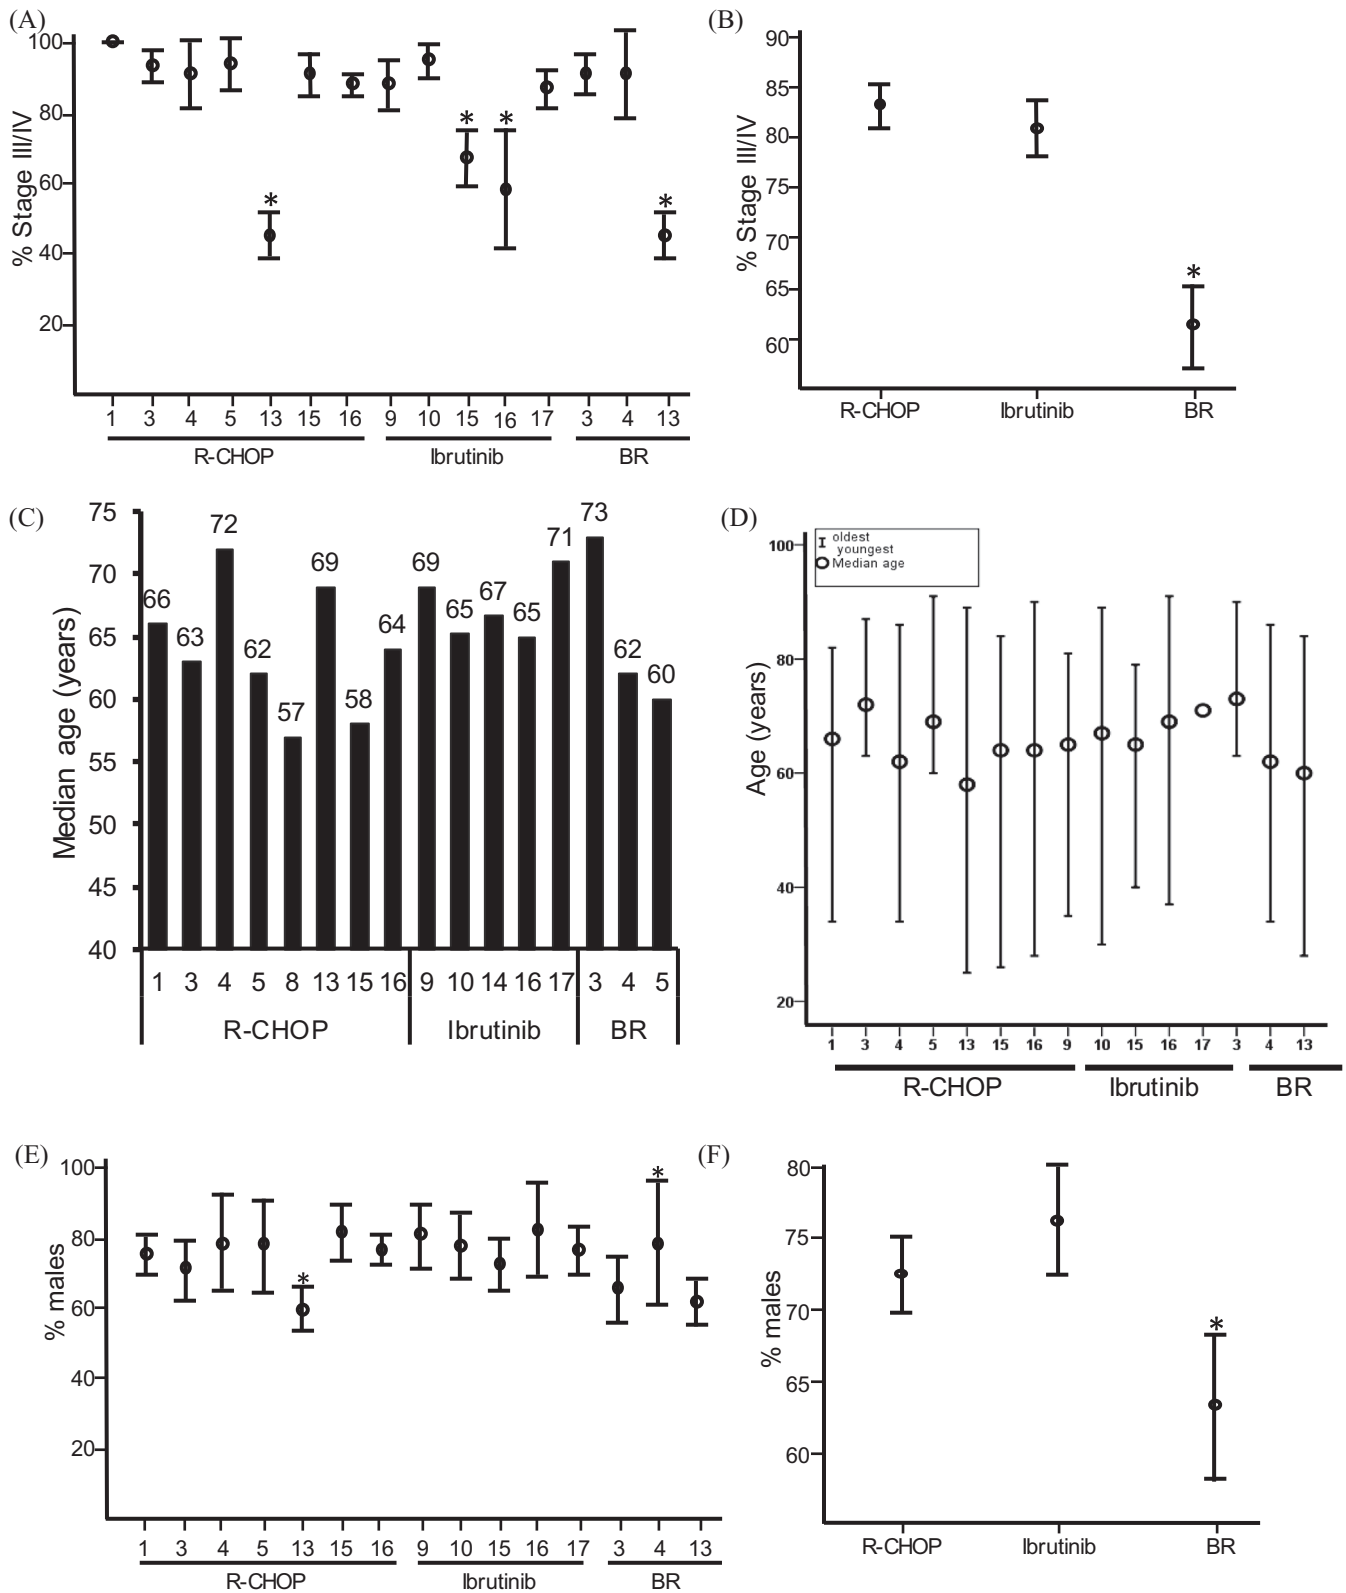 (A)
% Stage III/IV
100
80
60
40
20
* * * *
1 3 4 5 13 15 16 9 10 15 16 17 3 4 13
R-CHOP Ibrutinib BR
(B)
% Stage III/IV
90
85
80
75
70
65
60
*
R-CHOP Ibrutinib BR
(C)
Median age (years)
75
70
65
60
55
50
45
40
66 63 72 62 57 69 58 64 69 65 67 65 71 73 62 60
1 3 4 5 8 13 15 16 9 10 14 16 17 3 4 5
R-CHOP Ibrutinib BR
(D)
Age (years)
oldest
youngest
Median age
100
80
60
40
20
1 3 4 5 13 15 16 9 10 15 16 17 3 4 13
R-CHOP Ibrutinib BR
(E)
% males
100
80
60
40
20
* *
1 3 4 5 13 15 16 9 10 15 16 17 3 4 13
R-CHOP Ibrutinib BR
(F)
% males
80
75
70
65
60
*
R-CHOP Ibrutinib BR